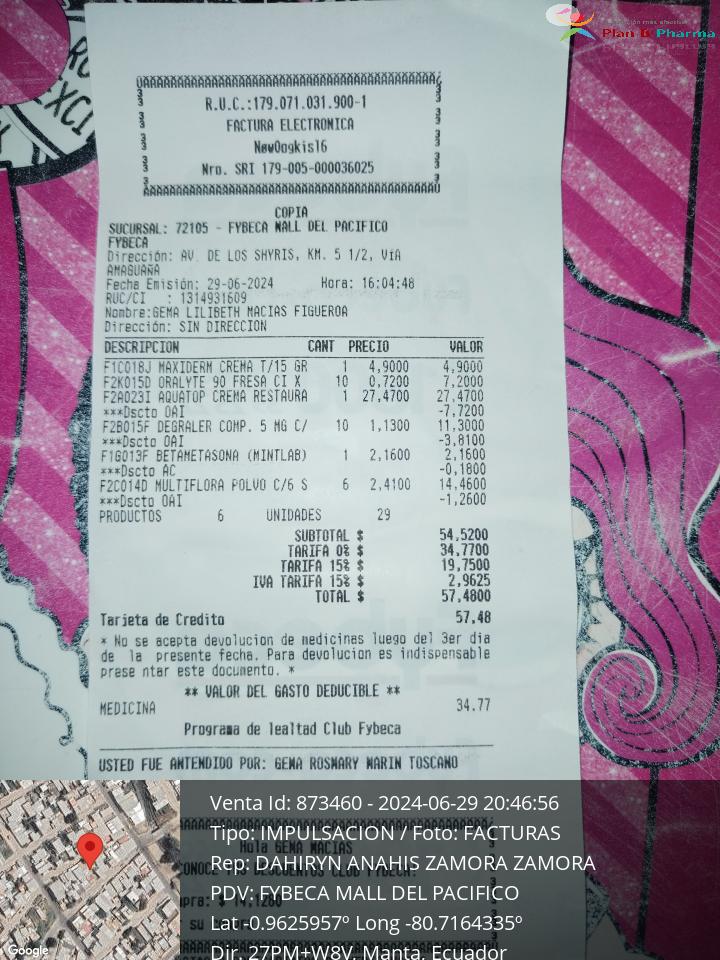 Plan B Pharma
R.U.C.:179.071.031.900-1
FACTURA ELECTRONICA
NewOogkis16
Nro. SRI 179-005-000036025
COPIA
SUCURSAL: 72105 - FYBECA MALL DEL PACIFICO
FYBECA
Dirección: AV. DE LOS SHYRIS, KM. 5 1/2, VíA
AMAGUAÑA
Fecha Emisión: 29-06-2024 Hora: 16:04:48
RUC/CI : 1314931609
Nombre:GEMA LILIBETH MACIAS FIGUEROA
Dirección: SIN DIRECCION
DESCRIPCION CANT PRECIO VALOR
F1C018J MAXIDERM CREMA T/15 GR 1 4,9000 4,9000
F2K015D ORALYTE 90 FRESA CI X 10 0,7200 7,2000
F2A023I AQUATOP CREMA RESTAURA 1 27,4700 27,4700
***Dscto OAI -7,7200
F2B015F DEGRALER COMP. 5 MG C/ 10 1,1300 11,3000
***Dscto OAI -3,8100
F1G013F BETAMETASONA (MINTLAB) 1 2,1600 2,1600
***Dscto AC -0,1800
F2C014D MULTIFLORA POLVO C/6 S 6 2,4100 14,4600
***Dscto OAI -1,2600
PRODUCTOS 6 UNIDADES 29
SUBTOTAL $ 54,5200
TARIFA 0% $ 34,7700
TARIFA 15% $ 19,7500
IVA TARIFA 15% $ 2,9625
TOTAL $ 57,4800
Tarjeta de Credito 57,48
* No se acepta devolucion de medicinas luego del 3er dia
de la presente fecha. Para devolucion es indispensable
prese ntar este documento. *
** VALOR DEL GASTO DEDUCIBLE **
MEDICINA 34.77
Programa de lealtad Club Fybeca
USTED FUE ANTENDIDO POR: GEMA ROSMARY MARIN TOSCANO
Hola GEMA MACIAS
Venta Id: 873460 - 2024-06-29 20:46:56
Tipo: IMPULSACION / Foto: FACTURAS
Rep: DAHIRYN ANAHIS ZAMORA ZAMORA
PDV: FYBECA MALL DEL PACIFICO
Lat -0.9625957º Long -80.7164335º
Dir. 27PM+W8V, Manta, Ecuador
Google